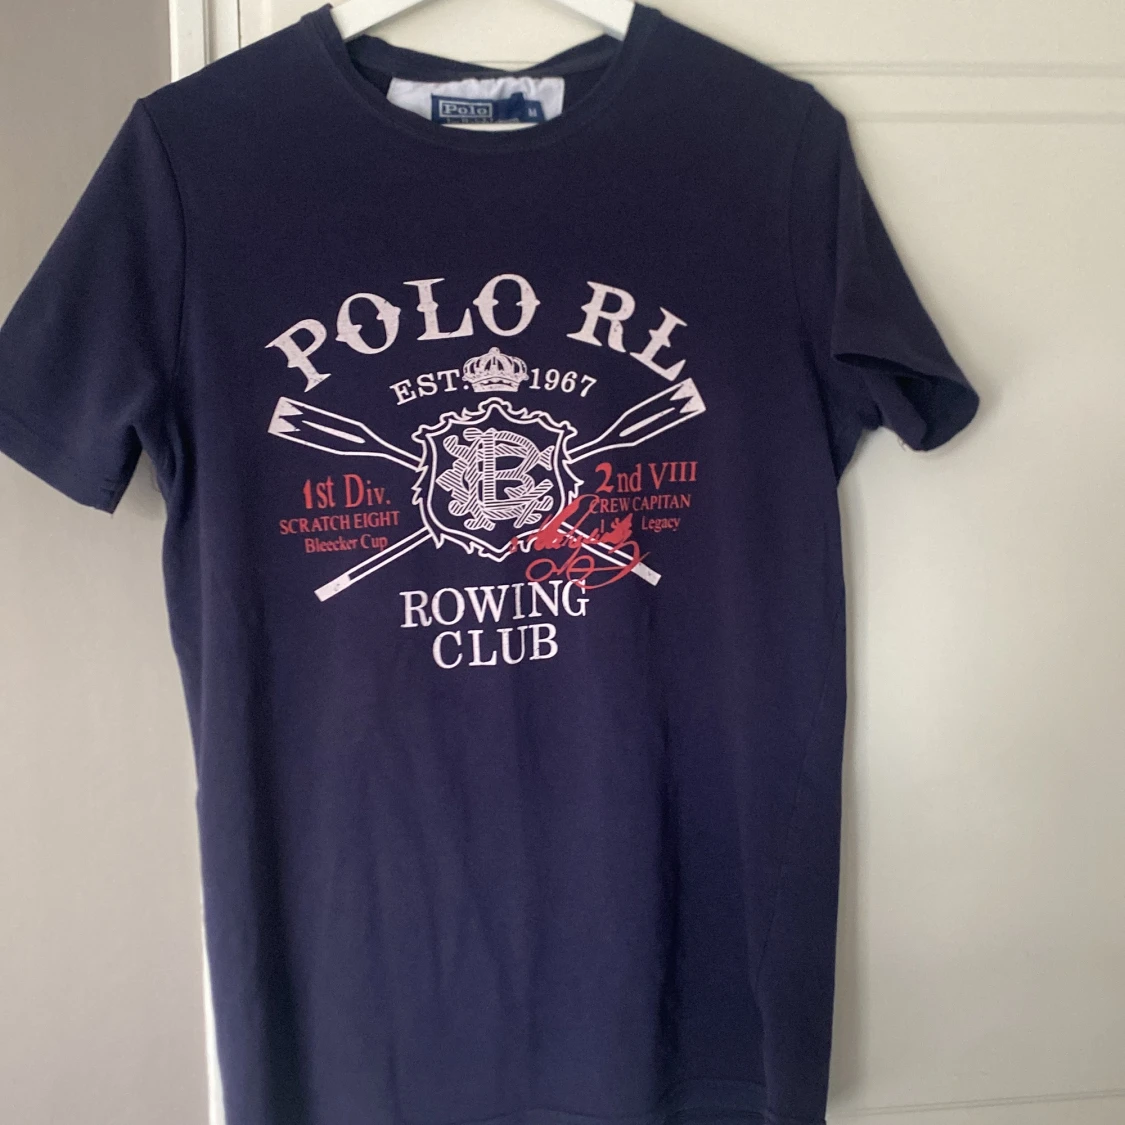 Polo
M
POLO RL
EST. 1967
1st Div.
SCRATCH EIGHT
Bleecker Cup
2nd VIII
CREW CAPITAN
Legacy
ROWING
CLUB